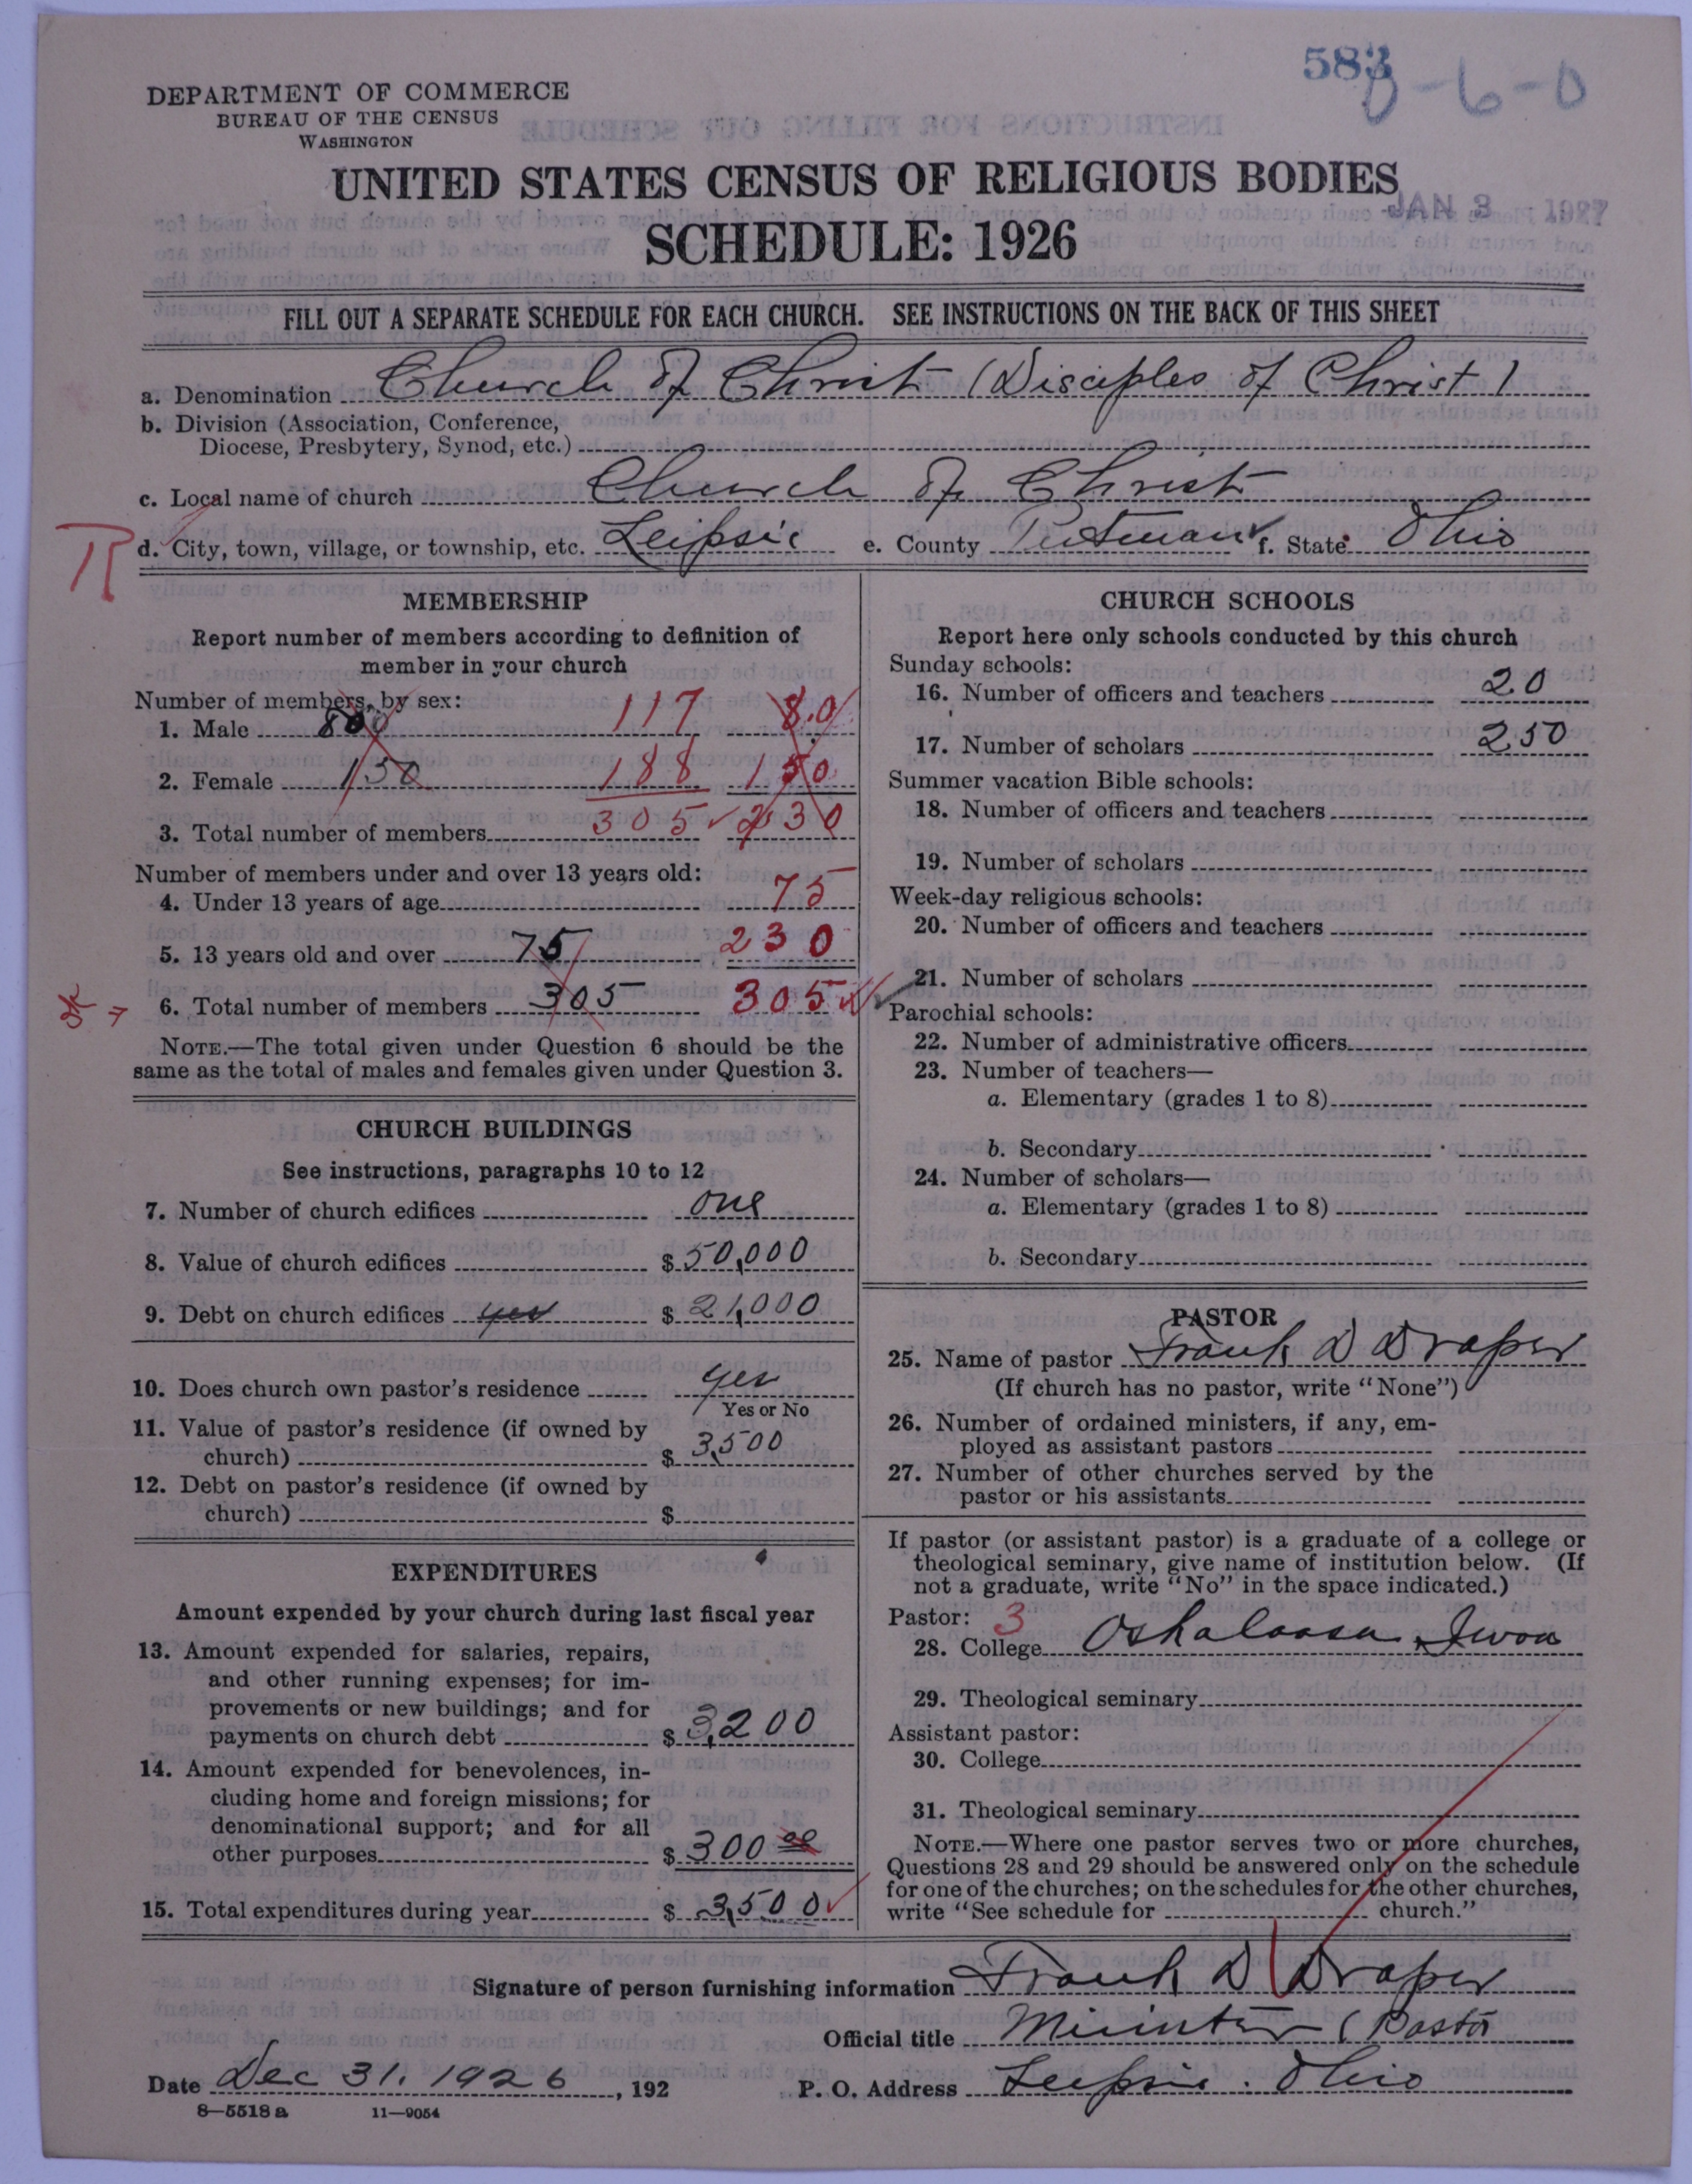 583
0-6-0
DEPARTMENT OF COMMERCE
BUREAU OF THE CENSUS
WASHINGTON
UNITED STATES CENSUS OF RELIGIOUS BODIES
JAN 3 1927
SCHEDULE: 1926
FILL OUT A SEPARATE SCHEDULE FOR EACH CHURCH. SEE INSTRUCTIONS ON THE BACK OF THIS SHEET
a. Denomination Church of Christ (Disciples of Christ)
b. Division (Association, Conference,
Diocese, Presbytery, Synod, etc.)
c. Local name of church Church of Christ
d. City, town, village, or township, etc. Leipsic e. County Putnam f. State Ohio
MEMBERSHIP
Report number of members according to definition of
member in your church
Number of members, by sex:
1. Male 80 117 80
2. Female 150 188 150
3. Total number of members 305 230
Number of members under and over 13 years old:
4. Under 13 years of age 75
5. 13 years old and over 75 230
6. Total number of members 305 305
NOTE.—The total given under Question 6 should be the
same as the total of males and females given under Question 3.
CHURCH BUILDINGS
See instructions, paragraphs 10 to 12
7. Number of church edifices one
8. Value of church edifices $ 50,000
9. Debt on church edifices yes $ 21,000
10. Does church own pastor's residence yes
Yes or No
11. Value of pastor's residence (if owned by
church) $ 3,500
12. Debt on pastor's residence (if owned by
church) $
EXPENDITURES
Amount expended by your church during last fiscal year
13. Amount expended for salaries, repairs,
and other running expenses; for im-
provements or new buildings; and for
payments on church debt $ 3,200
14. Amount expended for benevolences, in-
cluding home and foreign missions; for
denominational support; and for all
other purposes $ 300 00
15. Total expenditures during year $ 3,500
CHURCH SCHOOLS
Report here only schools conducted by this church
Sunday schools:
16. Number of officers and teachers 20
17. Number of scholars 250
Summer vacation Bible schools:
18. Number of officers and teachers
19. Number of scholars
Week-day religious schools:
20. Number of officers and teachers
21. Number of scholars
Parochial schools:
22. Number of administrative officers
23. Number of teachers—
a. Elementary (grades 1 to 8)
b. Secondary
24. Number of scholars—
a. Elementary (grades 1 to 8)
b. Secondary
PASTOR
25. Name of pastor Frank D Draper
(If church has no pastor, write "None")
26. Number of ordained ministers, if any, em-
ployed as assistant pastors
27. Number of other churches served by the
pastor or his assistants
If pastor (or assistant pastor) is a graduate of a college or
theological seminary, give name of institution below. (If
not a graduate, write "No" in the space indicated.)
Pastor: 3
28. College Oskaloosa, Iwoa
29. Theological seminary
Assistant pastor:
30. College
31. Theological seminary
NOTE.—Where one pastor serves two or more churches,
Questions 28 and 29 should be answered only on the schedule
for one of the churches; on the schedules for the other churches,
write "See schedule for church."
Signature of person furnishing information Frank D Draper
Official title Minister (Pastor
Date Dec 31. 1926, 192
P. O. Address Leipsic. Ohio
8—5518 a 11—9054